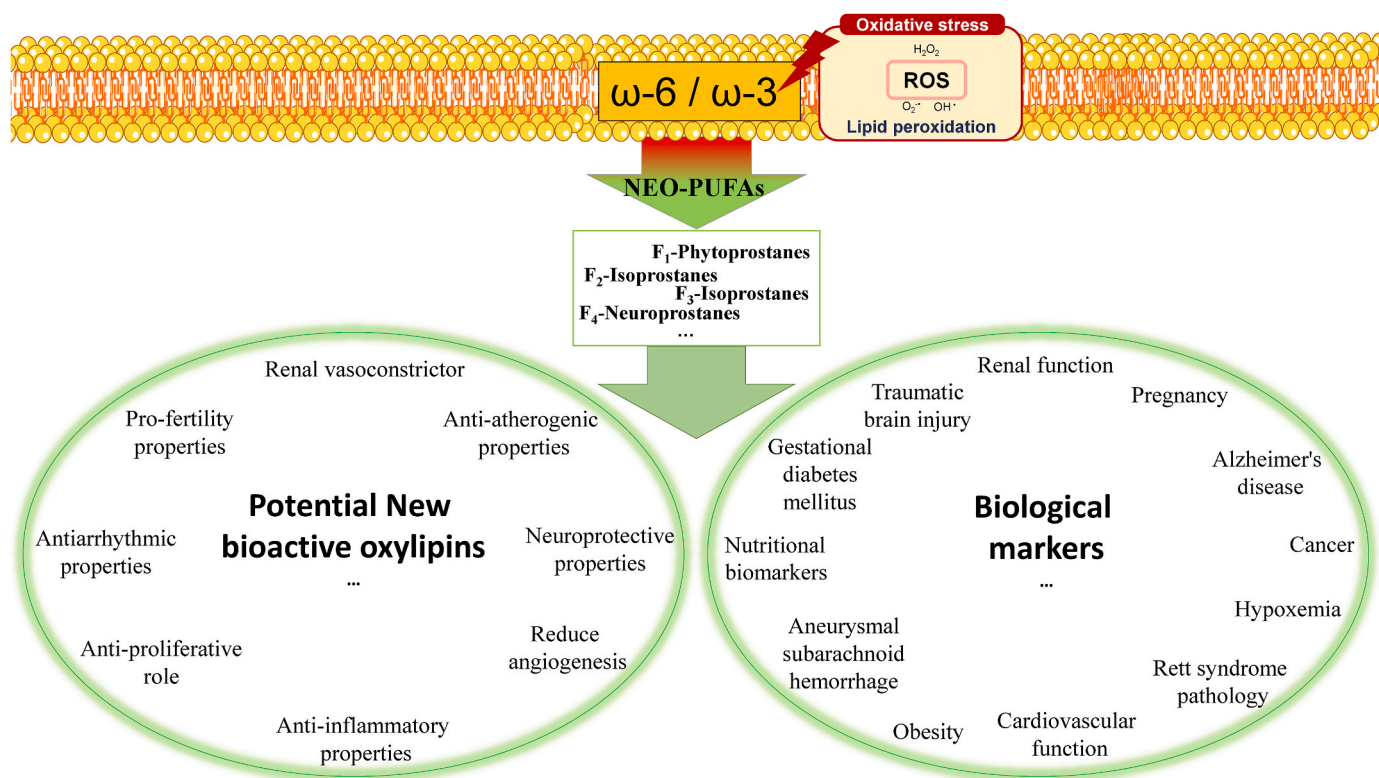 Oxidative stress
H₂O₂
ROS
O₂⁻• OH•
Lipid peroxidation
ω-6 / ω-3
NEO-PUFAs
F₁-Phytoprostanes
F₂-Isoprostanes
F₃-Isoprostanes
F₄-Neuroprostanes
...
Renal vasoconstrictor
Pro-fertility
properties
Anti-atherogenic
properties
Potential New
bioactive oxylipins
...
Antiarrhythmic
properties
Neuroprotective
properties
Anti-proliferative
role
Reduce
angiogenesis
Anti-inflammatory
properties
Renal function
Traumatic
brain injury
Pregnancy
Gestational
diabetes
mellitus
Alzheimer's
disease
Biological
markers
...
Nutritional
biomarkers
Cancer
Hypoxemia
Aneurysmal
subarachnoid
hemorrhage
Rett syndrome
pathology
Obesity
Cardiovascular
function